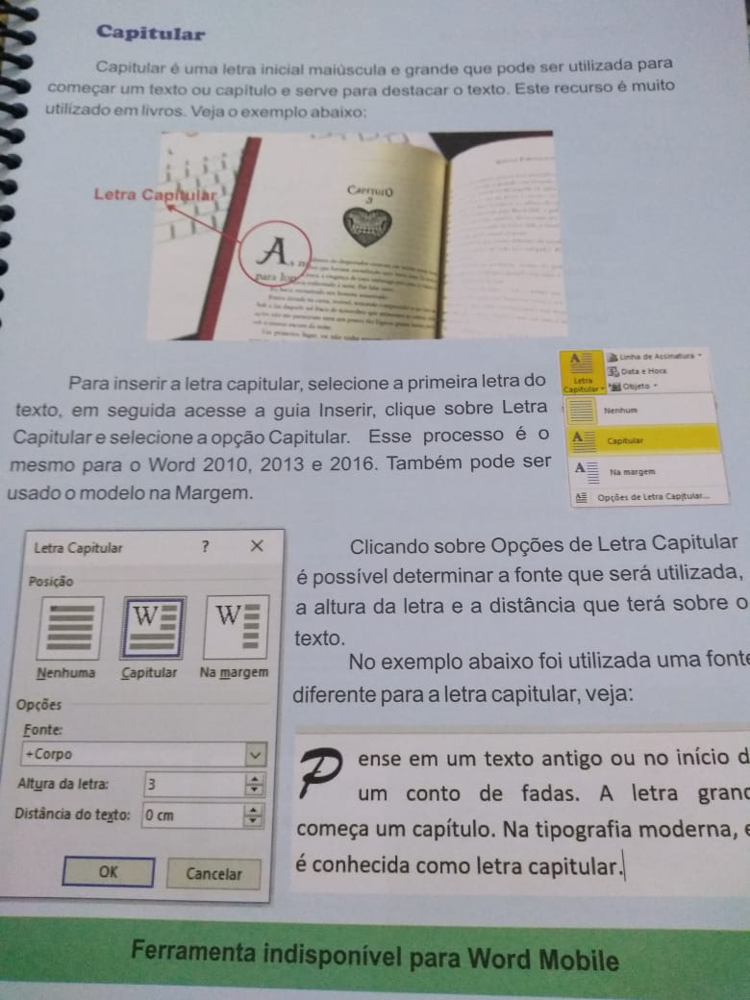 Capitular
Capitular é uma letra inicial maiúscula e grande que pode ser utilizada para
começar um texto ou capítulo e serve para destacar o texto. Este recurso é muito
utilizado em livros. Veja o exemplo abaixo:
Letra Capitular
Capítulo
3
A
para
Para inserir a letra capitular, selecione a primeira letra do
texto, em seguida acesse a guia Inserir, clique sobre Letra
Capitular e selecione a opção Capitular. Esse processo é o
mesmo para o Word 2010, 2013 e 2016. Também pode ser
usado o modelo na Margem.
A
Letra
Capitular
Linha de Assinatura
Data e Hora
Objeto
Nenhum
A Capitular
A Na margem
Opções de Letra Capitular...
Letra Capitular ? ×
Posição
W W
Nenhuma Capitular Na margem
Opções
Fonte:
+Corpo
Altura da letra: 3
Distância do texto: 0 cm
OK Cancelar
Clicando sobre Opções de Letra Capitular
é possível determinar a fonte que será utilizada,
a altura da letra e a distância que terá sobre o
texto.
No exemplo abaixo foi utilizada uma fonte
diferente para a letra capitular, veja:
Pense em um texto antigo ou no início d
um conto de fadas. A letra grand
começa um capítulo. Na tipografia moderna, e
é conhecida como letra capitular.
Ferramenta indisponível para Word Mobile